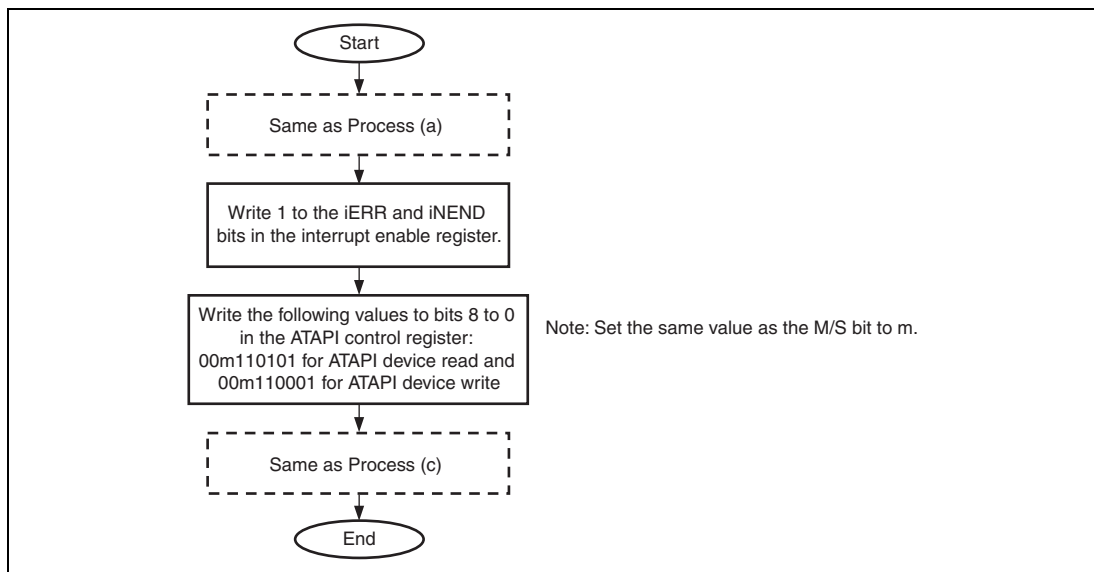 Start
Same as Process (a)
Write 1 to the iERR and iNEND
bits in the interrupt enable register.
Write the following values to bits 8 to 0
in the ATAPI control register:
00m110101 for ATAPI device read and
00m110001 for ATAPI device write
Note: Set the same value as the M/S bit to m.
Same as Process (c)
End